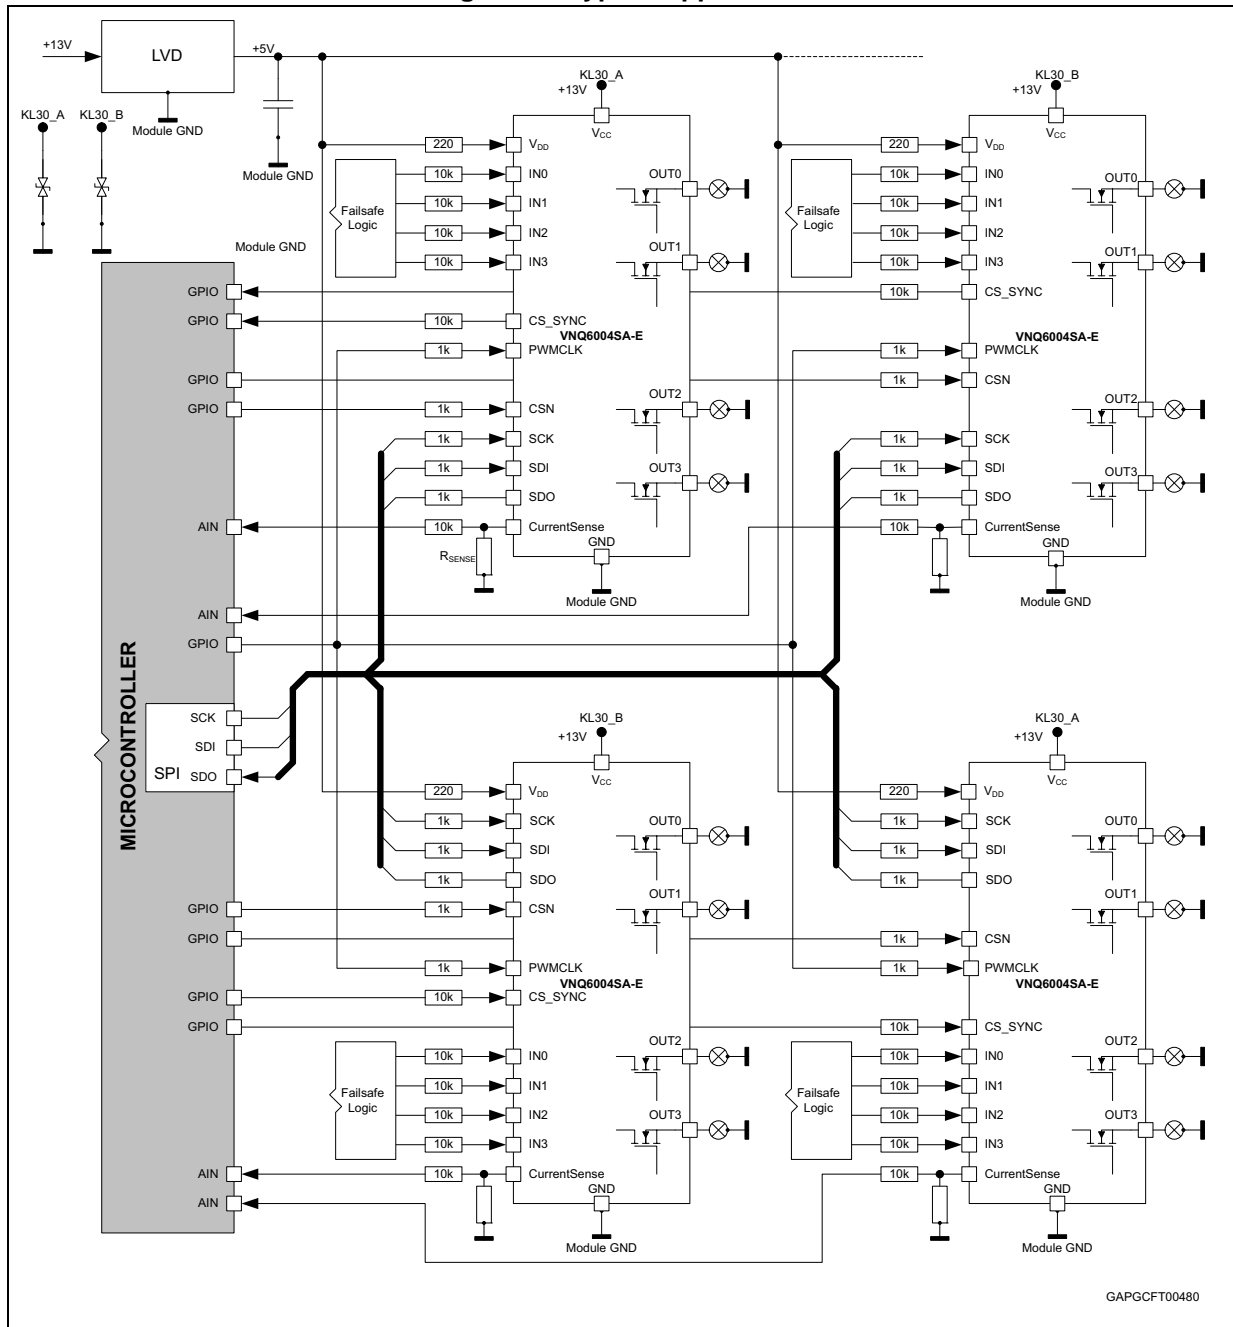 +13V
LVD
+5V
KL30_A
KL30_B
Module GND
Module GND
Module GND
KL30_A
+13V
VCC
220
VDD
Failsafe
Logic
10k
IN0
10k
IN1
10k
IN2
10k
IN3
OUT0
OUT1
10k
CS_SYNC
VNQ6004SA-E
1k
PWMCLK
1k
CSN
1k
SCK
1k
SDI
1k
SDO
10k
CurrentSense
RSENSE
OUT2
OUT3
GND
Module GND
KL30_B
+13V
VCC
220
VDD
Failsafe
Logic
10k
IN0
10k
IN1
10k
IN2
10k
IN3
OUT0
OUT1
10k
CS_SYNC
VNQ6004SA-E
1k
PWMCLK
1k
CSN
1k
SCK
1k
SDI
1k
SDO
10k
CurrentSense
OUT2
OUT3
GND
Module GND
GPIO
GPIO
GPIO
GPIO
AIN
AIN
GPIO
MICROCONTROLLER
SPI
SCK
SDI
SDO
GPIO
GPIO
GPIO
GPIO
AIN
AIN
KL30_B
+13V
VCC
220
VDD
1k
SCK
1k
SDI
1k
SDO
1k
CSN
1k
PWMCLK
VNQ6004SA-E
10k
CS_SYNC
OUT0
OUT1
Failsafe
Logic
10k
IN0
10k
IN1
10k
IN2
10k
IN3
10k
CurrentSense
OUT2
OUT3
GND
Module GND
KL30_A
+13V
VCC
220
VDD
1k
SCK
1k
SDI
1k
SDO
1k
CSN
1k
PWMCLK
VNQ6004SA-E
10k
CS_SYNC
OUT0
OUT1
Failsafe
Logic
10k
IN0
10k
IN1
10k
IN2
10k
IN3
10k
CurrentSense
OUT2
OUT3
GND
Module GND
GAPGCFT00480